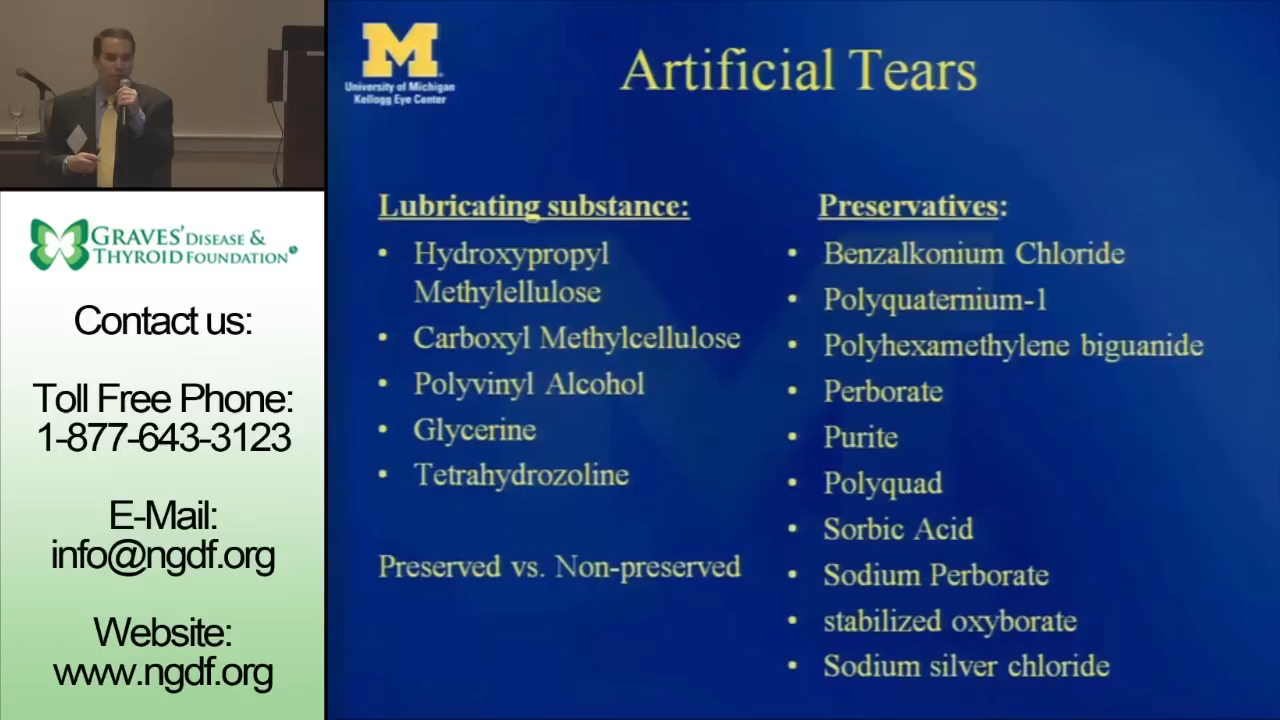 M
University of Michigan
Kellogg Eye Center
Artificial Tears
GRAVES' DISEASE &
THYROID FOUNDATION
Contact us:
Toll Free Phone:
1-877-643-3123
E-Mail:
info@ngdf.org
Website:
www.ngdf.org
Lubricating substance:
• Hydroxypropyl
Methylellulose
• Carboxyl Methylcellulose
• Polyvinyl Alcohol
• Glycerine
• Tetrahydrozoline
Preserved vs. Non-preserved
Preservatives:
• Benzalkonium Chloride
• Polyquaternium-1
• Polyhexamethylene biguanide
• Perborate
• Purite
• Polyquad
• Sorbic Acid
• Sodium Perborate
• stabilized oxyborate
• Sodium silver chloride